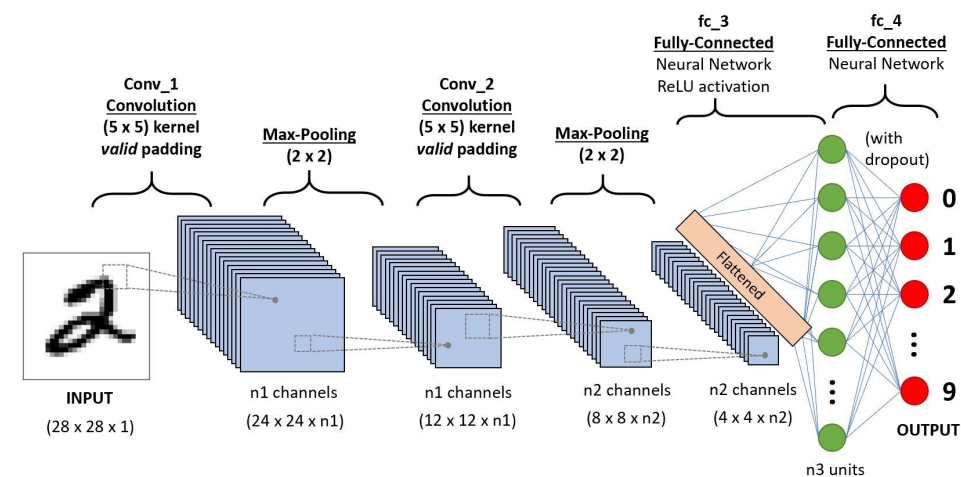 fc_3
Fully-Connected
Neural Network
ReLU activation
fc_4
Fully-Connected
Neural Network
Conv_1
Convolution
(5 x 5) kernel
valid padding
Max-Pooling
(2 x 2)
Conv_2
Convolution
(5 x 5) kernel
valid padding
Max-Pooling
(2 x 2)
(with
dropout)
Flattened
0
1
2
9
INPUT
(28 x 28 x 1)
n1 channels
(24 x 24 x n1)
n1 channels
(12 x 12 x n1)
n2 channels
(8 x 8 x n2)
n2 channels
(4 x 4 x n2)
OUTPUT
n3 units
2